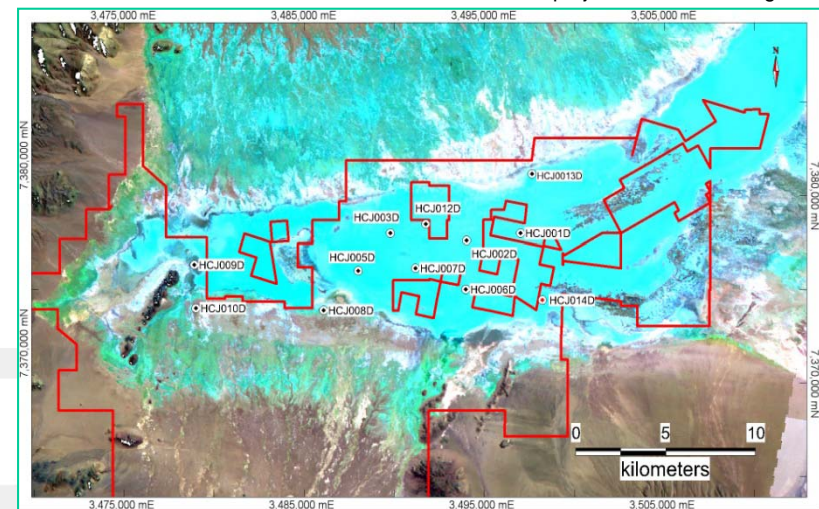 3,475,000 mE 3,485,000 mE 3,495,000 mE 3,505,000 mE
N
7,380,000 mN
7,380,000 mN
HCJ0013D
HCJ012D
HCJ003D
HCJ001D
HCJ002D
HCJ005D
HCJ009D
HCJ007D
HCJ006D
HCJ014D
HCJ010D
HCJ008D
7,370,000 mN
7,370,000 mN
0 5 10
kilometers
3,475,000 mE 3,485,000 mE 3,495,000 mE 3,505,000 mE